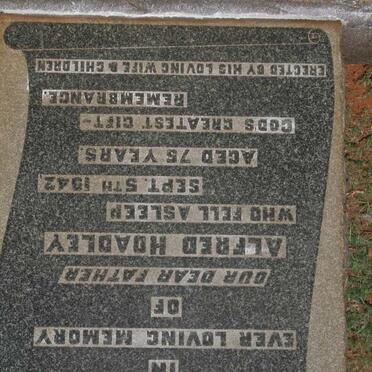 IN
EVER LOVING MEMORY
OF
OUR DEAR FATHER
ALFRED HOADLEY
WHO FELL ASLEEP
SEPT. 5TH 1942
AGED 75 YEARS.
GODS GREATEST GIFT-
REMEMBRANCE.
ERECTED BY HIS LOVING WIFE & CHILDREN